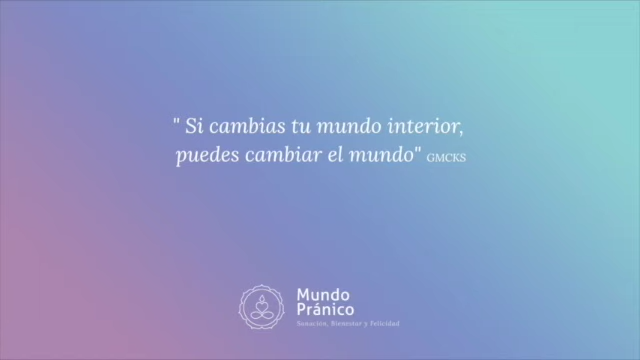 " Si cambias tu mundo interior,
puedes cambiar el mundo" GMCKS
Mundo
Pránico
Sanación, Bienestar y Felicidad